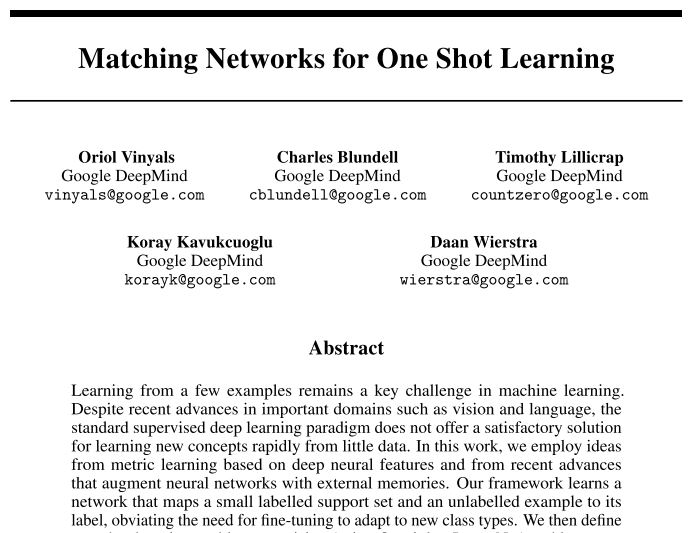 Matching Networks for One Shot Learning
Oriol Vinyals
Google DeepMind
vinyals@google.com
Charles Blundell
Google DeepMind
cblundell@google.com
Timothy Lillicrap
Google DeepMind
countzero@google.com
Koray Kavukcuoglu
Google DeepMind
korayk@google.com
Daan Wierstra
Google DeepMind
wierstra@google.com
Abstract
Learning from a few examples remains a key challenge in machine learning.
Despite recent advances in important domains such as vision and language, the
standard supervised deep learning paradigm does not offer a satisfactory solution
for learning new concepts rapidly from little data. In this work, we employ ideas
from metric learning based on deep neural features and from recent advances
that augment neural networks with external memories. Our framework learns a
network that maps a small labelled support set and an unlabelled example to its
label, obviating the need for fine-tuning to adapt to new class types. We then define